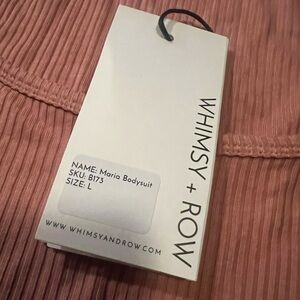 WHIMSY + ROW
NAME: Maria Bodysuit
SKU: B173
SIZE: L
WWW.WHIMSYANDROW.COM